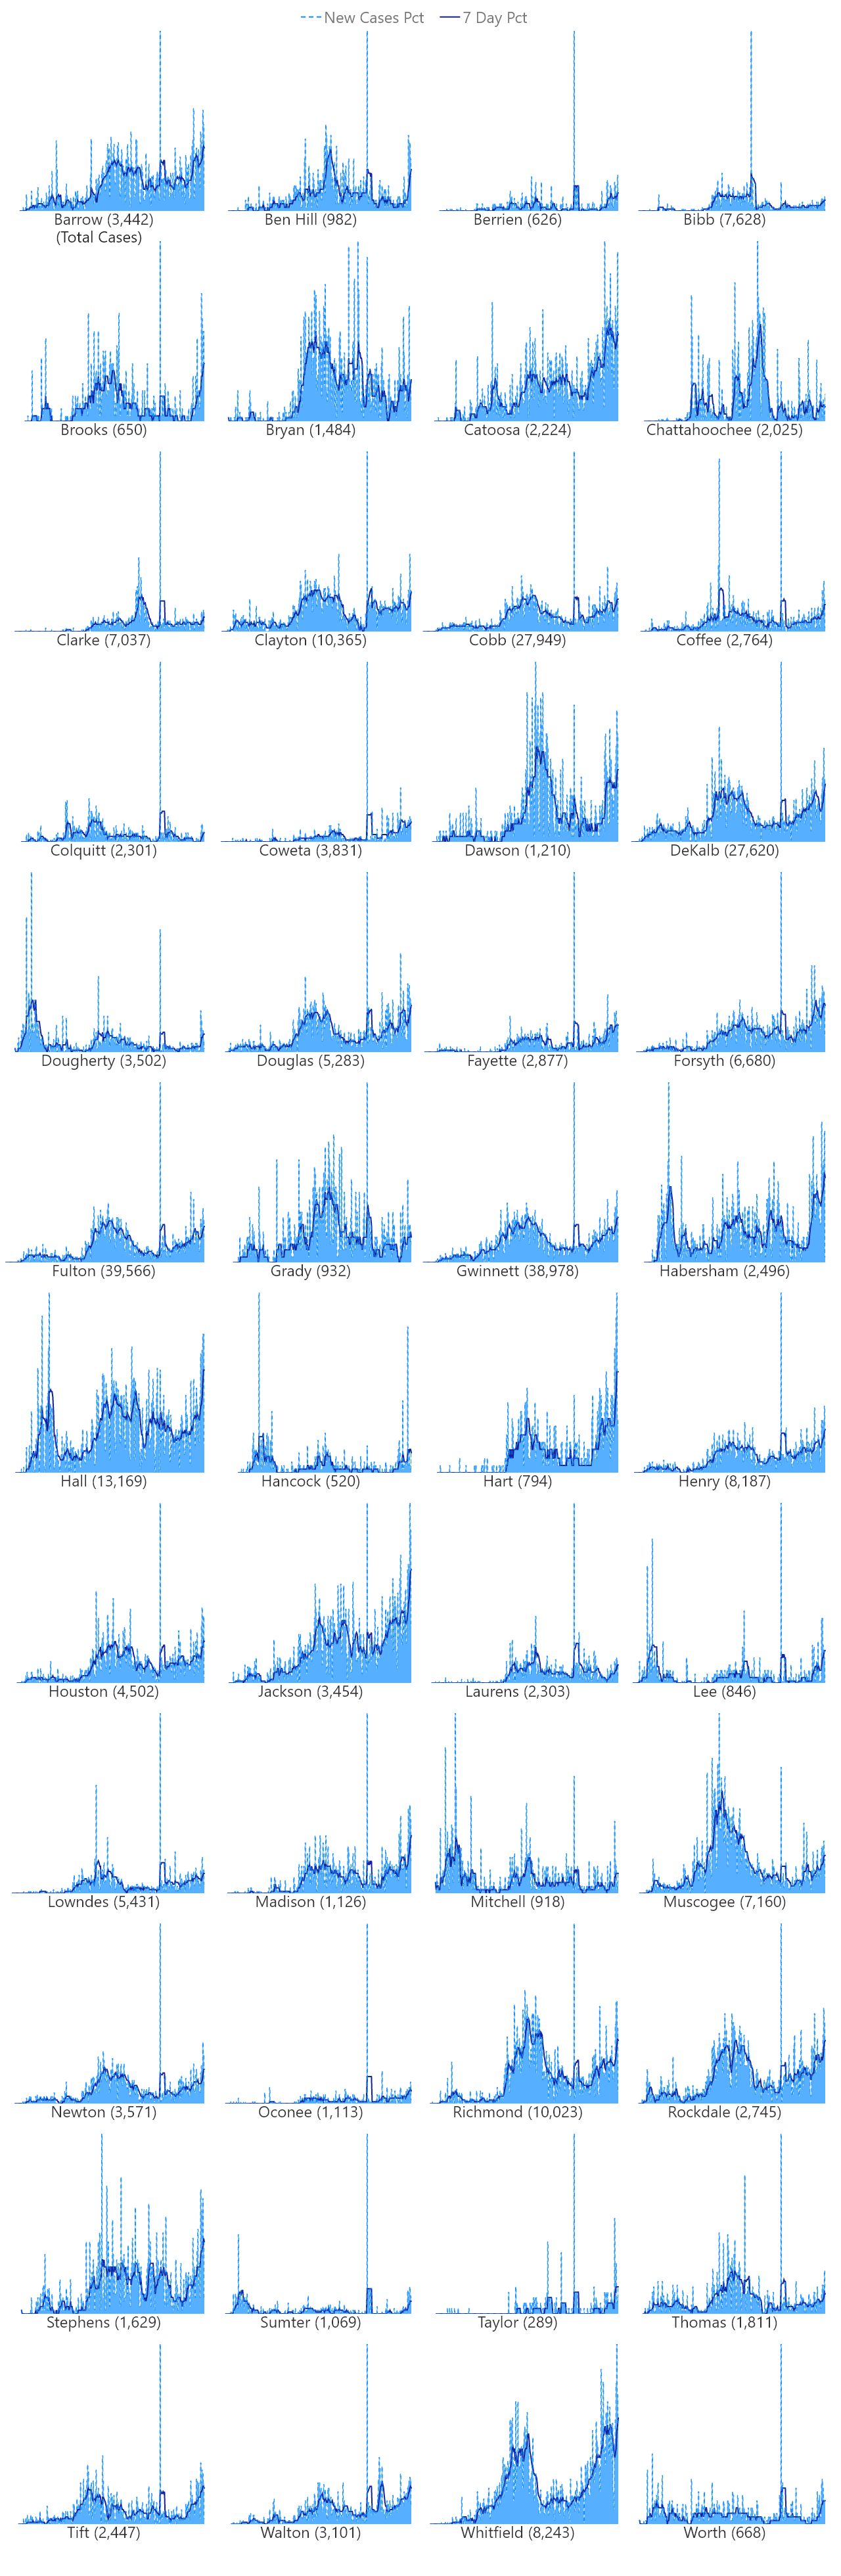 New Cases Pct 7 Day Pct
Barrow (3,442) Ben Hill (982) Berrien (626) Bibb (7,628)
(Total Cases)
Brooks (650) Bryan (1,484) Catoosa (2,224) Chattahoochee (2,025)
Clarke (7,037) Clayton (10,365) Cobb (27,949) Coffee (2,764)
Colquitt (2,301) Coweta (3,831) Dawson (1,210) DeKalb (27,620)
Dougherty (3,502) Douglas (5,283) Fayette (2,877) Forsyth (6,680)
Fulton (39,566) Grady (932) Gwinnett (38,978) Habersham (2,496)
Hall (13,169) Hancock (520) Hart (794) Henry (8,187)
Houston (4,502) Jackson (3,454) Laurens (2,303) Lee (846)
Lowndes (5,431) Madison (1,126) Mitchell (918) Muscogee (7,160)
Newton (3,571) Oconee (1,113) Richmond (10,023) Rockdale (2,745)
Stephens (1,629) Sumter (1,069) Taylor (289) Thomas (1,811)
Tift (2,447) Walton (3,101) Whitfield (8,243) Worth (668)